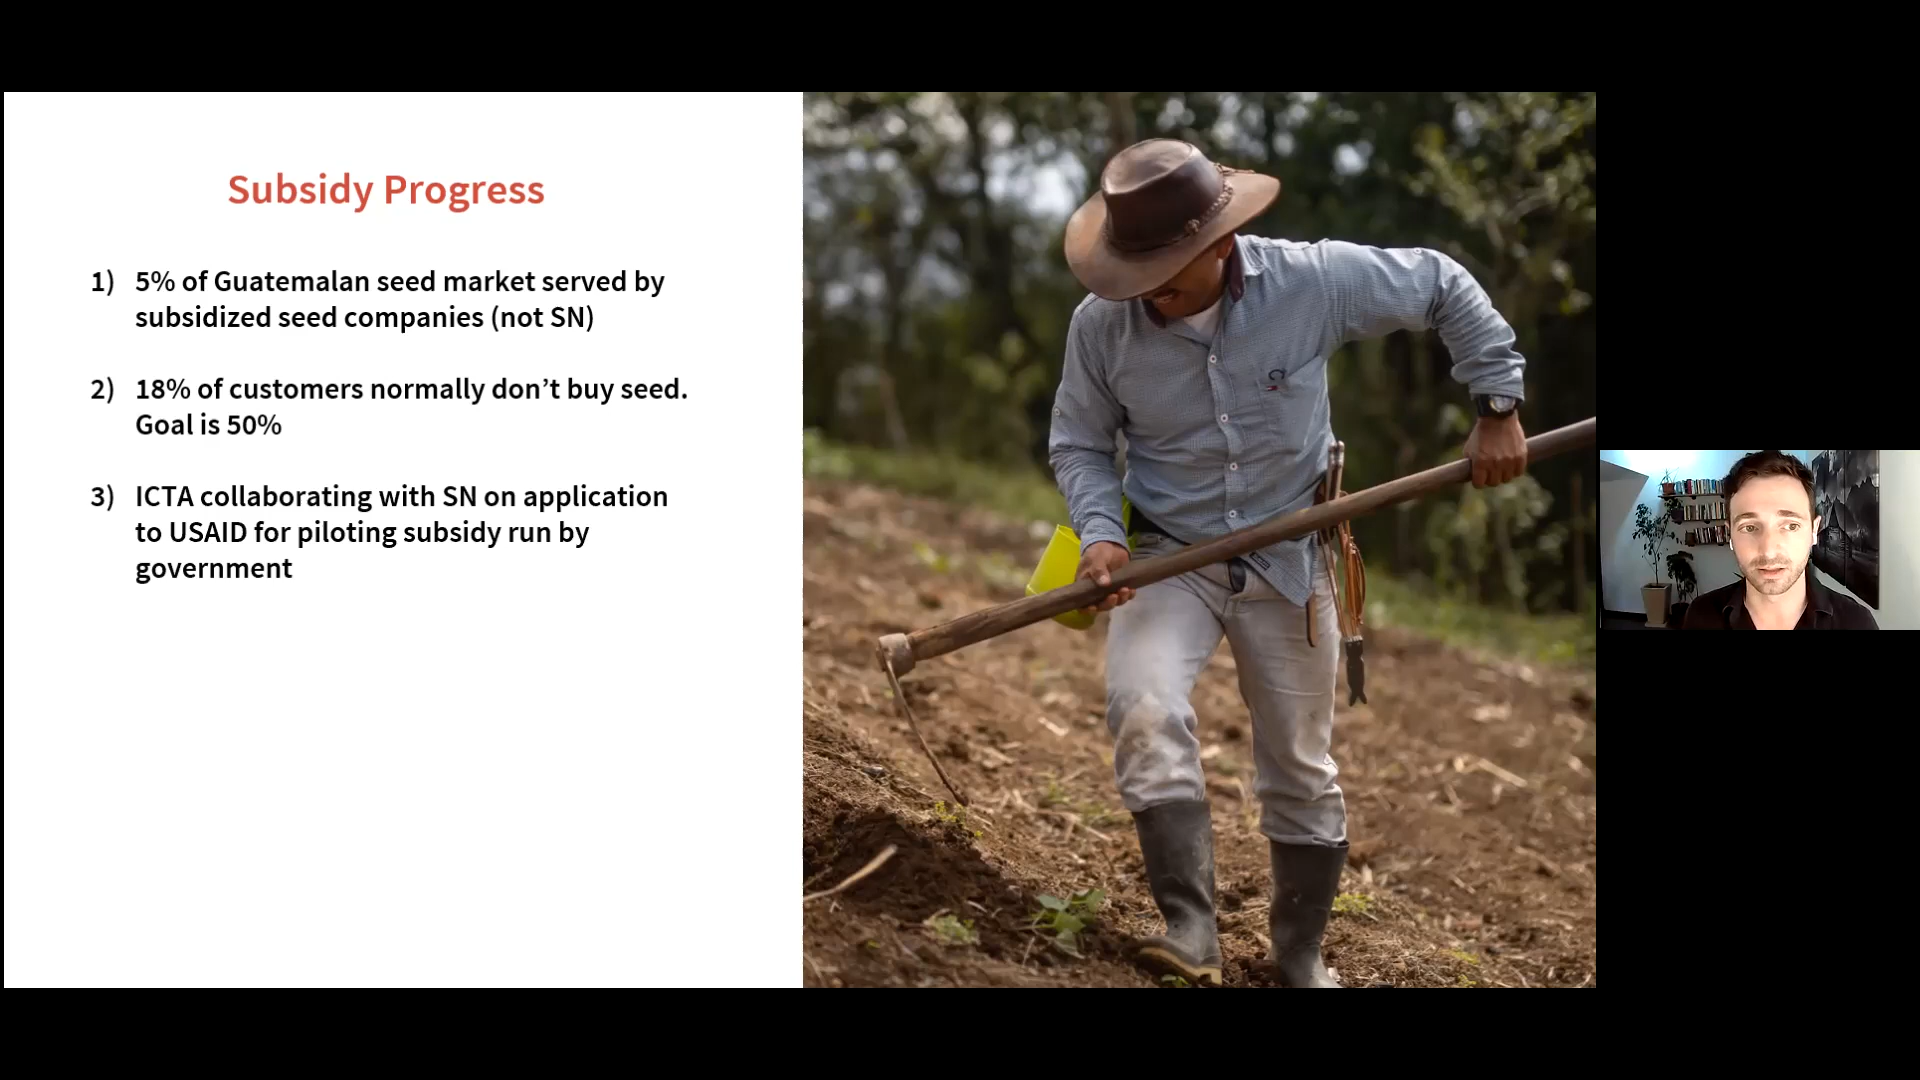 Subsidy Progress
1) 5% of Guatemalan seed market served by
subsidized seed companies (not SN)
2) 18% of customers normally don’t buy seed.
Goal is 50%
3) ICTA collaborating with SN on application
to USAID for piloting subsidy run by
government